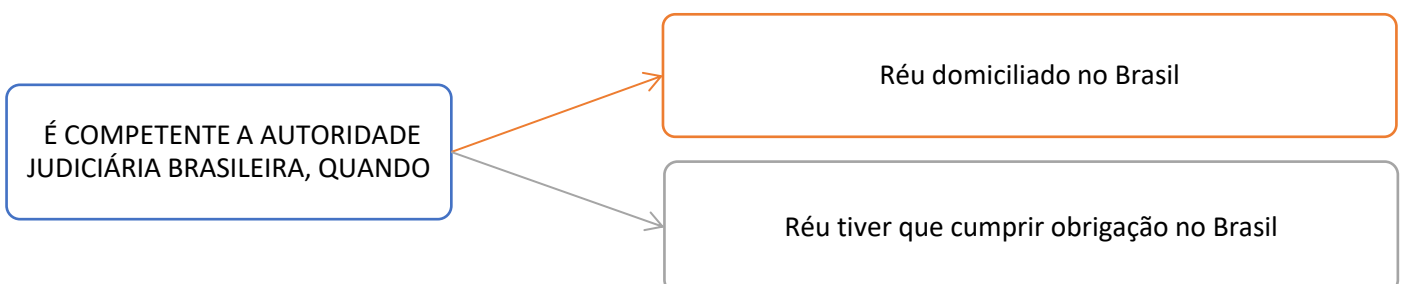 Réu domiciliado no Brasil
É COMPETENTE A AUTORIDADE
JUDICIÁRIA BRASILEIRA, QUANDO
Réu tiver que cumprir obrigação no Brasil